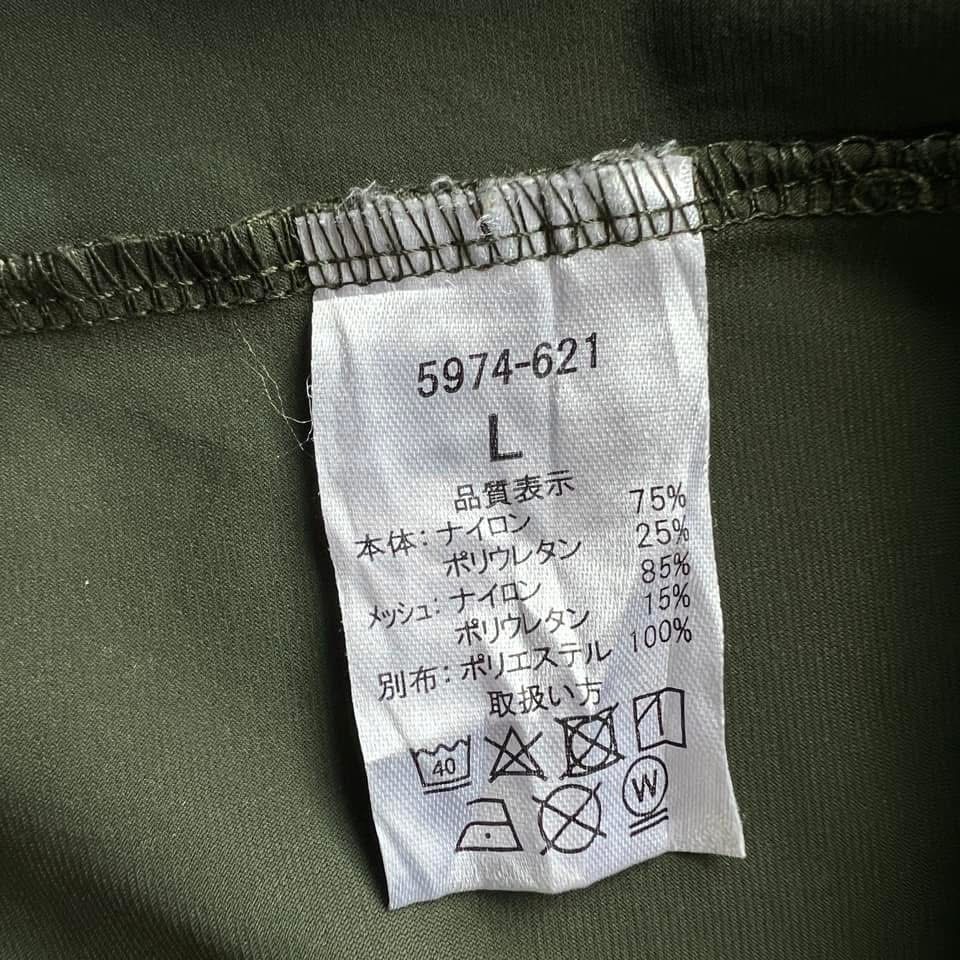 5974-621
L
品質表示
本体：ナイロン 75%
ポリウレタン 25%
メッシュ：ナイロン 85%
ポリウレタン 15%
別布：ポリエステル 100%
取扱い方
40
W